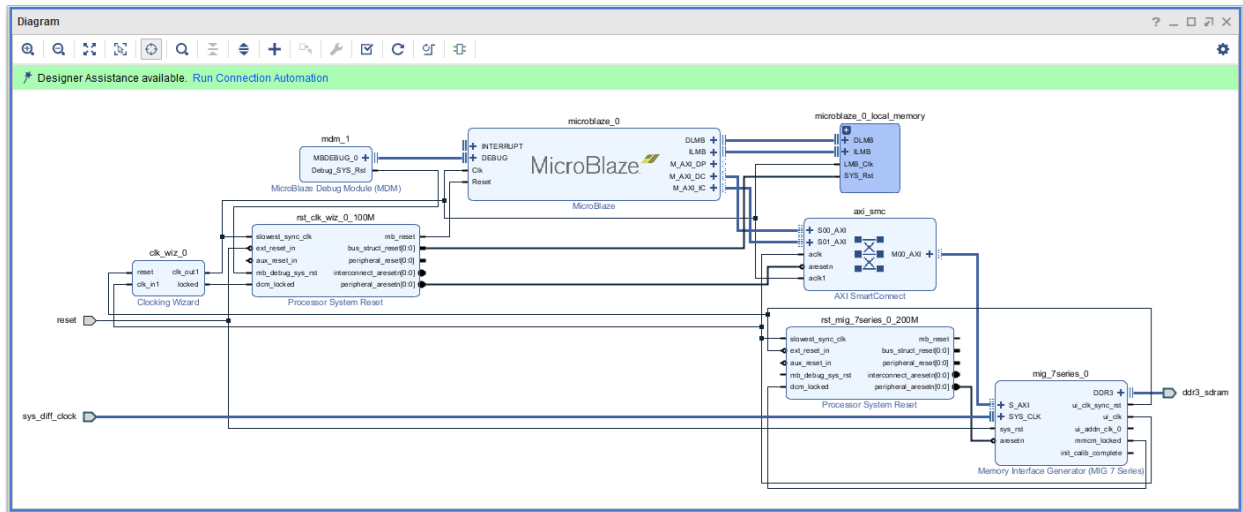 Diagram
Designer Assistance available. Run Connection Automation
microblaze_0_local_memory
DLMB
ILMB
LMB_Clk
SYS_Rst
microblaze_0
INTERRUPT
DEBUG
Clk
Reset
MicroBlaze
DLMB
ILMB
M_AXI_DP
M_AXI_DC
M_AXI_IC
MicroBlaze
mdm_1
MBDEBUG_0
Debug_SYS_Rst
MicroBlaze Debug Module (MDM)
rst_clk_wiz_0_100M
slowest_sync_clk
ext_reset_in
aux_reset_in
mb_debug_sys_rst
dcm_locked
mb_reset
bus_struct_reset[0:0]
peripheral_reset[0:0]
interconnect_aresetn[0:0]
peripheral_aresetn[0:0]
Processor System Reset
clk_wiz_0
reset
clk_in1
clk_out1
locked
Clocking Wizard
axi_smc
S00_AXI
S01_AXI
aclk
aresetn
aclk1
M00_AXI
AXI SmartConnect
reset
rst_mig_7series_0_200M
slowest_sync_clk
ext_reset_in
aux_reset_in
mb_debug_sys_rst
dcm_locked
mb_reset
bus_struct_reset[0:0]
peripheral_reset[0:0]
interconnect_aresetn[0:0]
peripheral_aresetn[0:0]
Processor System Reset
mig_7series_0
S_AXI
SYS_CLK
sys_rst
aresetn
DDR3
ui_clk_sync_rst
ui_clk
ui_addn_clk_0
mmcm_locked
init_calib_complete
Memory Interface Generator (MIG 7 Series)
sys_diff_clock
ddr3_sdram